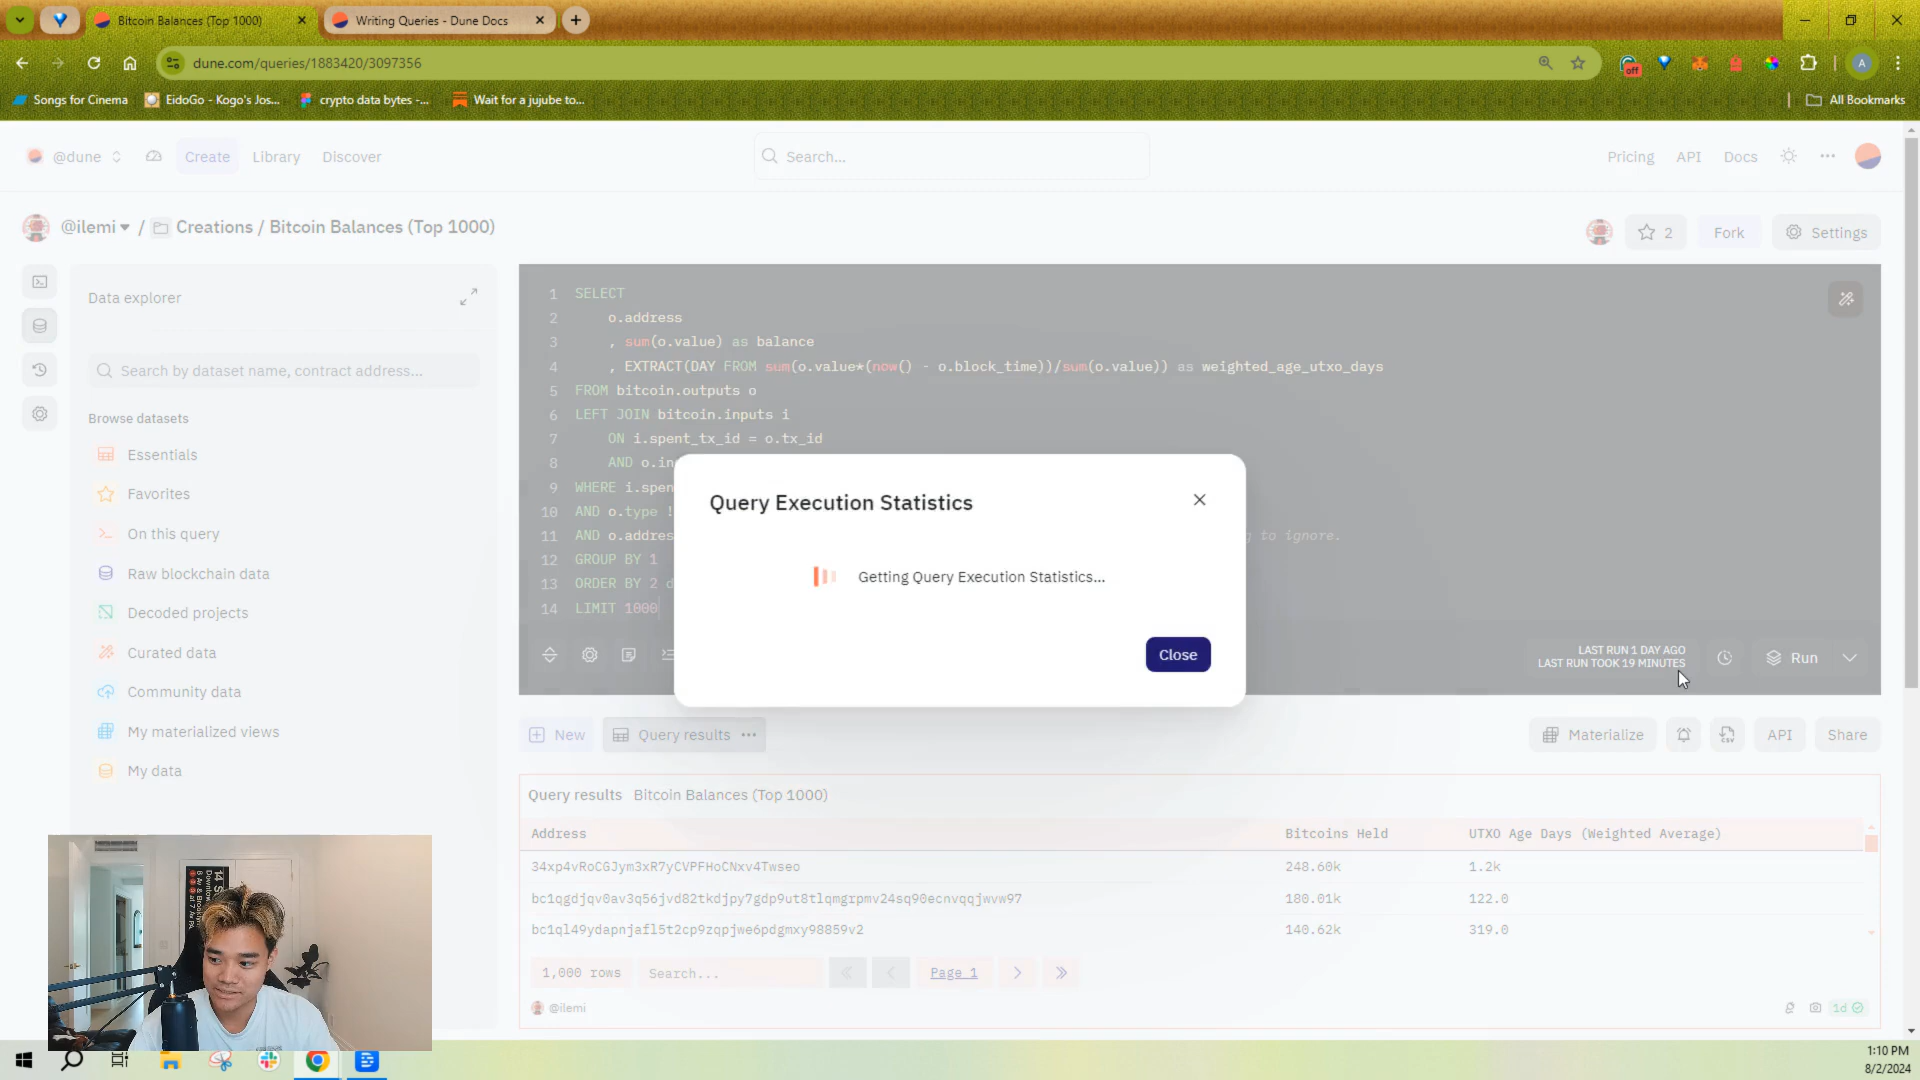 Bitcoin Balances (Top 1000)
Writing Queries - Dune Docs
dune.com/queries/1883420/3097356
off
A
Songs for Cinema
EidoGo - Kogo's Jos...
crypto data bytes -...
Wait for a jujube to...
All Bookmarks
@dune
Create
Library
Discover
Search...
Pricing
API
Docs
@ilemi / Creations / Bitcoin Balances (Top 1000)
2
Fork
Settings
Data explorer
Search by dataset name, contract address...
Browse datasets
Essentials
Favorites
On this query
Raw blockchain data
Decoded projects
Curated data
Community data
My materialized views
My data
1 SELECT
2 o.address
3 , sum(o.value) as balance
4 , EXTRACT(DAY FROM sum(o.value*(now() - o.block_time))/sum(o.value)) as weighted_age_utxo_days
5 FROM bitcoin.outputs o
6 LEFT JOIN bitcoin.inputs i
7 ON i.spent_tx_id = o.tx_id
8 AND o.in
9 WHERE i.spen
10 AND o.type !
11 AND o.addres g to ignore.
12 GROUP BY 1
13 ORDER BY 2 d
14 LIMIT 1000
Query Execution Statistics
Getting Query Execution Statistics...
Close
LAST RUN 1 DAY AGO
LAST RUN TOOK 19 MINUTES
Run
New
Query results
Materialize
API
Share
Query results Bitcoin Balances (Top 1000)
Address Bitcoins Held UTXO Age Days (Weighted Average)
34xp4vRoCGJym3xR7yCVPFHoCNxv4Twseo 248.60k 1.2k
bc1qgdjqv0av3q56jvd82tkdjpy7gdp9ut8tlqmgrpmv24sq90ecnvqqjwvw97 180.01k 122.0
bc1ql49ydapnjafl5t2cp9zqpjwe6pdgmxy98859v2 140.62k 319.0
1,000 rows
Search...
Page 1
@ilemi
1d
14 S
Downtow
1:10 PM
8/2/2024